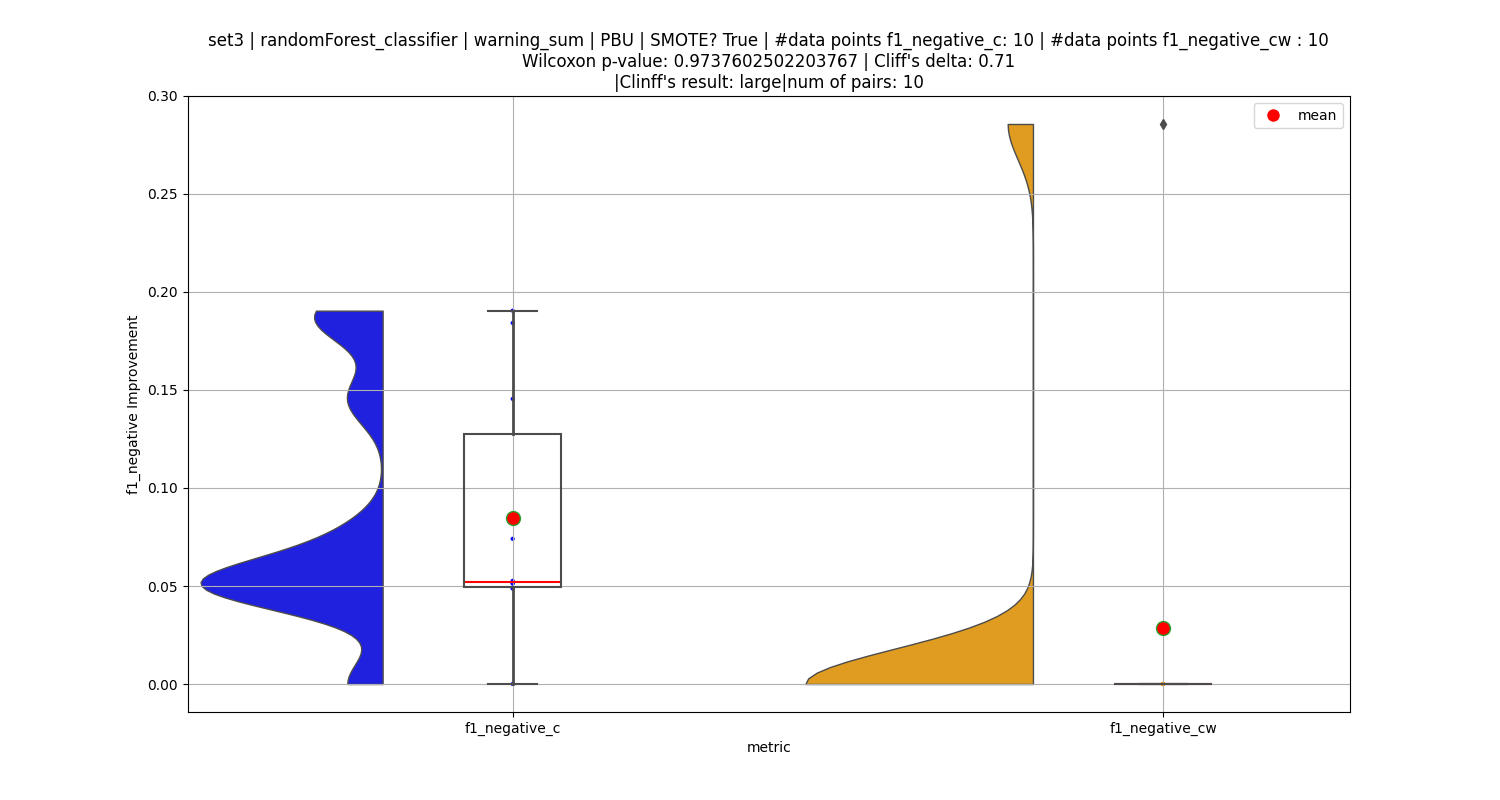 set3 | randomForest_classifier | warning_sum | PBU | SMOTE? True | #data points f1_negative_c: 10 | #data points f1_negative_cw : 10
Wilcoxon p-value: 0.9737602502203767 | Cliff's delta: 0.71
|Clinff's result: large|num of pairs: 10
mean
0.30
0.25
0.20
0.15
0.10
0.05
0.00
f1_negative Improvement
f1_negative_c
f1_negative_cw
metric